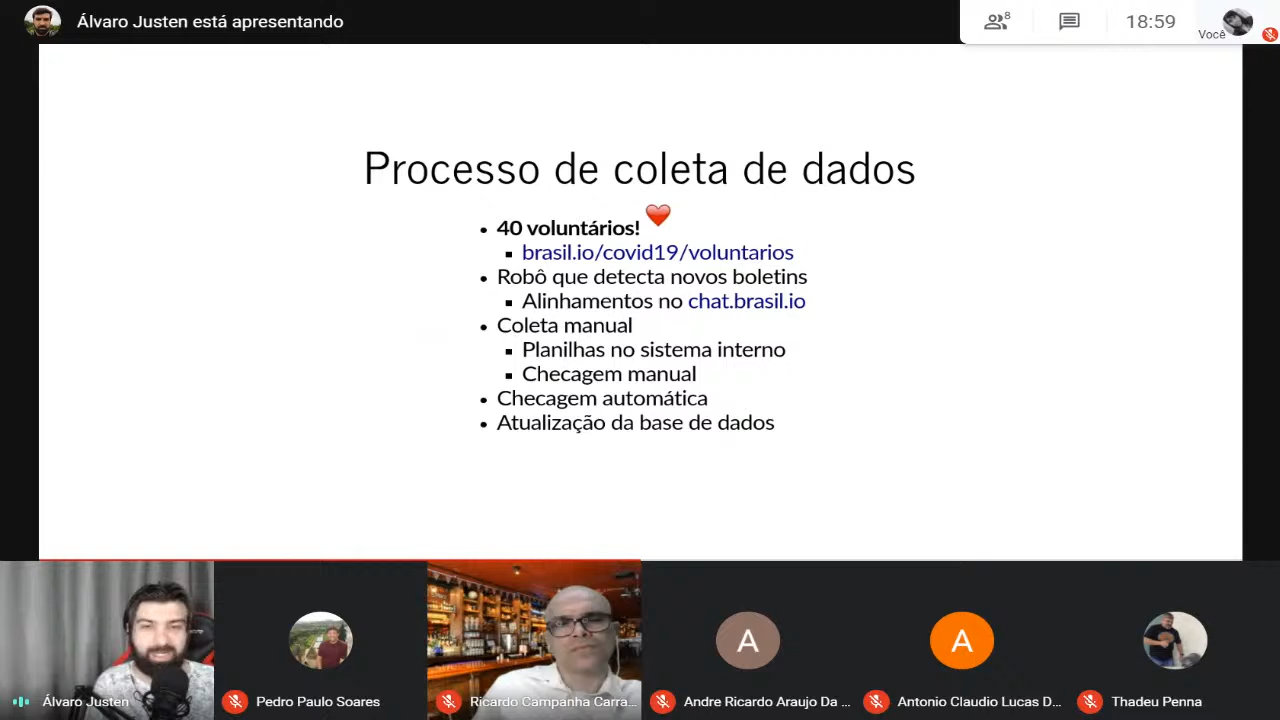 Álvaro Justen está apresentando
8
18:59
Você
Processo de coleta de dados
40 voluntários!
brasil.io/covid19/voluntarios
Robô que detecta novos boletins
Alinhamentos no chat.brasil.io
Coleta manual
Planilhas no sistema interno
Checagem manual
Checagem automática
Atualização da base de dados
A
A
Álvaro Justen
Pedro Paulo Soares
Ricardo Campanha Carra...
Andre Ricardo Araujo Da ...
Antonio Claudio Lucas D...
Thadeu Penna